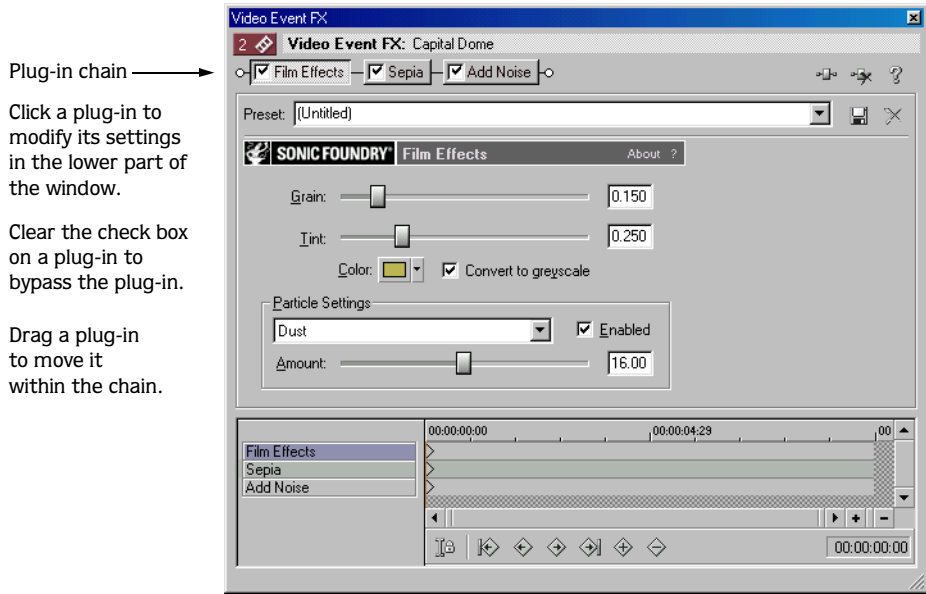 Video Event FX
2 Video Event FX: Capital Dome
Plug-in chain
Film Effects Sepia Add Noise
Click a plug-in to
modify its settings
in the lower part of
the window.
Clear the check box
on a plug-in to
bypass the plug-in.
Drag a plug-in
to move it
within the chain.
Preset: (Untitled)
SONIC FOUNDRY® Film Effects About ?
Grain: 0.150
Tint: 0.250
Color: Convert to greyscale
Particle Settings
Dust Enabled
Amount: 16.00
00:00:00:00 00:00:04:29 00
Film Effects
Sepia
Add Noise
00:00:00:00